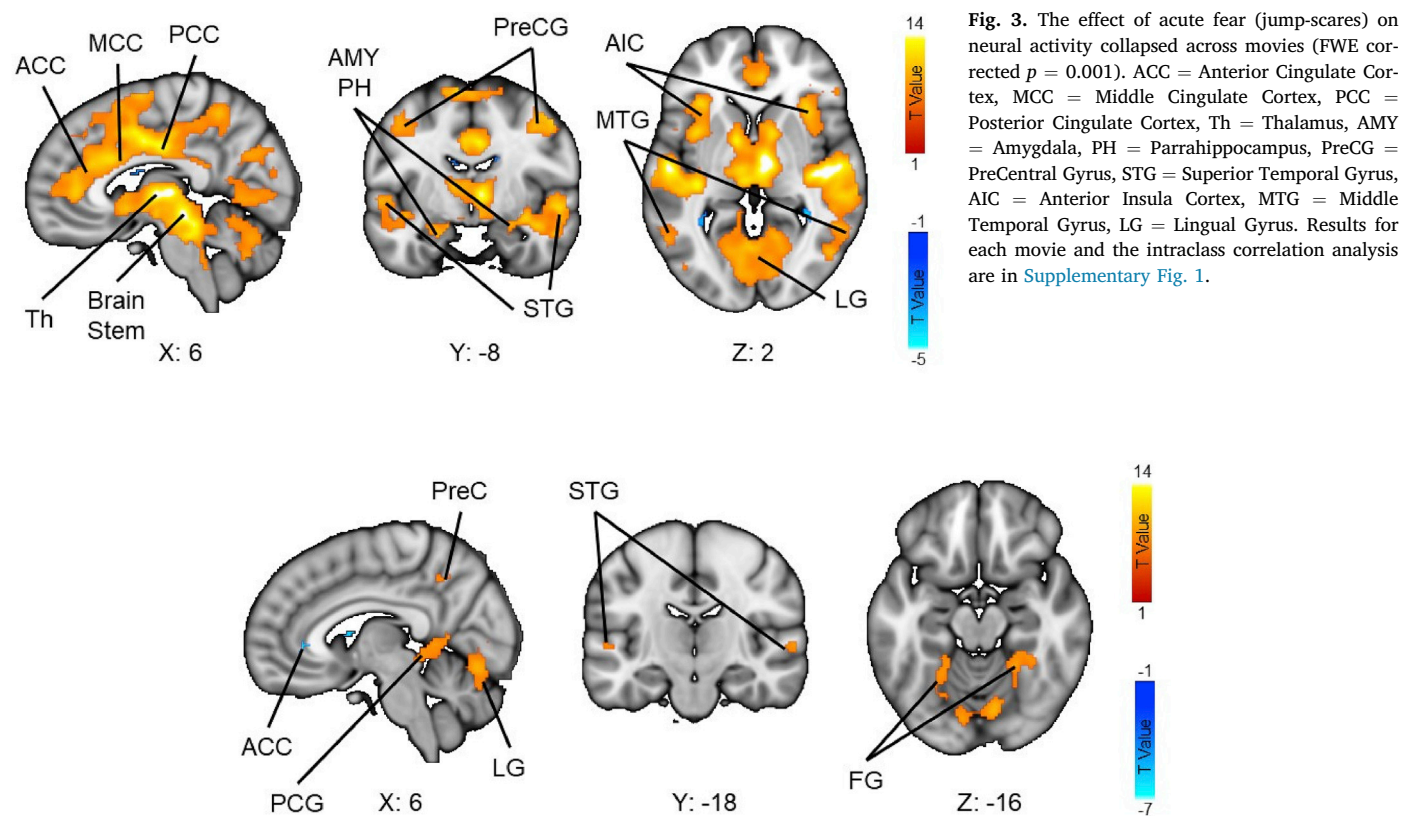 ACC
MCC
PCC
Th
Brain
Stem
X: 6
AMY
PH
PreCG
STG
Y: -8
AIC
MTG
LG
Z: 2
14
T Value
1
-1
T Value
-5
Fig. 3. The effect of acute fear (jump-scares) on
neural activity collapsed across movies (FWE cor-
rected p = 0.001). ACC = Anterior Cingulate Cor-
tex, MCC = Middle Cingulate Cortex, PCC =
Posterior Cingulate Cortex, Th = Thalamus, AMY
= Amygdala, PH = Parrahippocampus, PreCG =
PreCentral Gyrus, STG = Superior Temporal Gyrus,
AIC = Anterior Insula Cortex, MTG = Middle
Temporal Gyrus, LG = Lingual Gyrus. Results for
each movie and the intraclass correlation analysis
are in Supplementary Fig. 1.
PreC
ACC
PCG
LG
X: 6
STG
Y: -18
FG
Z: -16
14
T Value
1
-1
T Value
-7